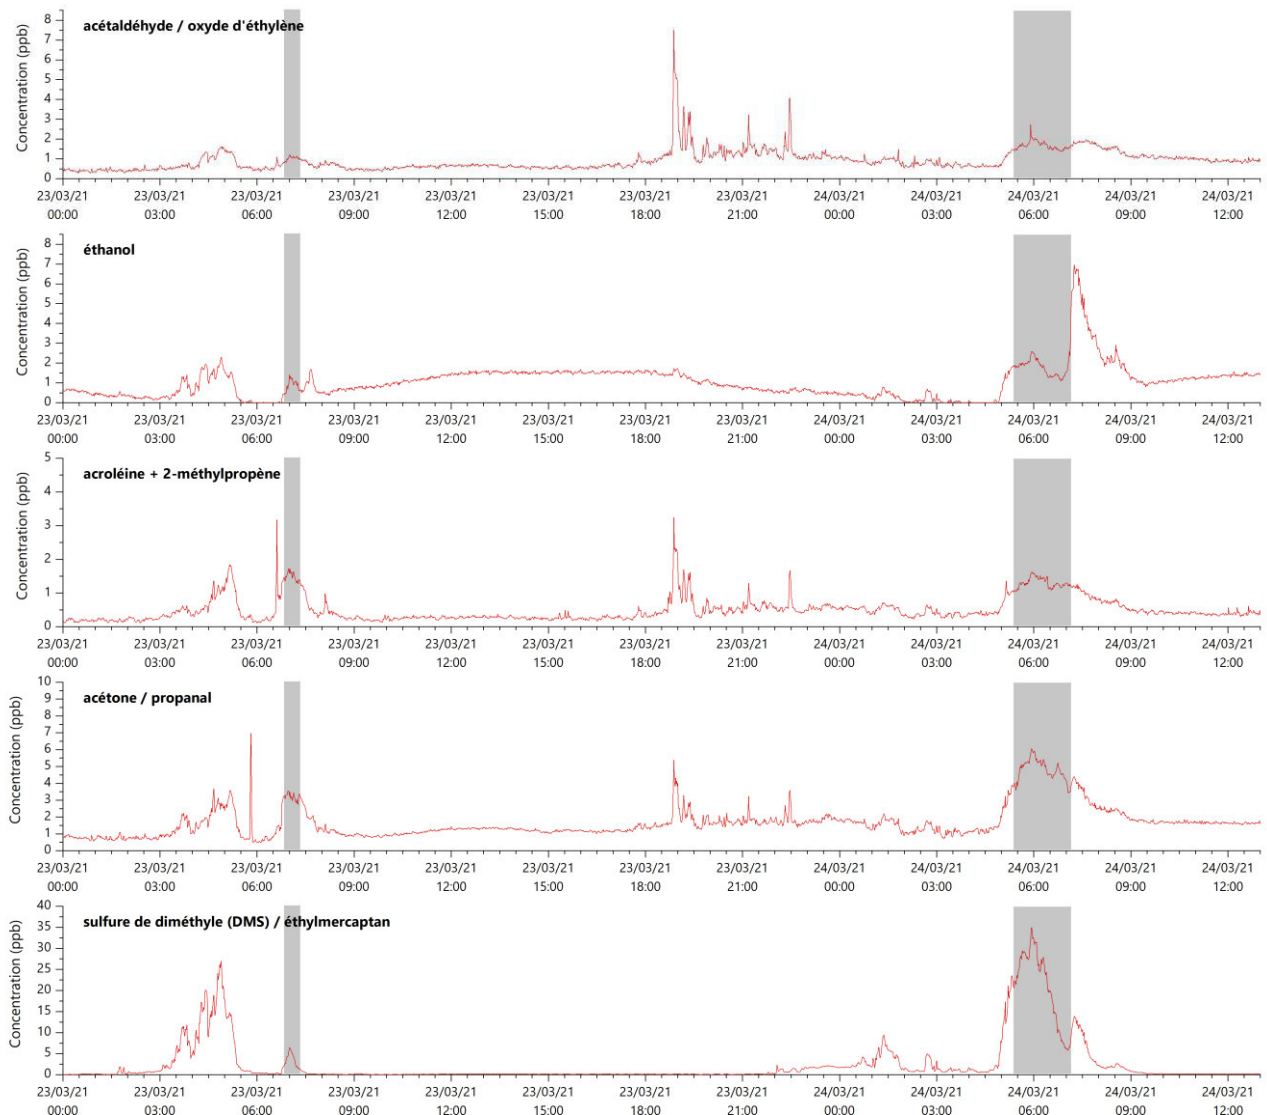 acétaldéhyde / oxyde d'éthylène
Concentration (ppb)
8
7
6
5
4
3
2
1
0
23/03/21 23/03/21 23/03/21 23/03/21 23/03/21 23/03/21 23/03/21 23/03/21 24/03/21 24/03/21 24/03/21 24/03/21 24/03/21
00:00 03:00 06:00 09:00 12:00 15:00 18:00 21:00 00:00 03:00 06:00 09:00 12:00
éthanol
Concentration (ppb)
8
7
6
5
4
3
2
1
0
23/03/21 23/03/21 23/03/21 23/03/21 23/03/21 23/03/21 23/03/21 23/03/21 24/03/21 24/03/21 24/03/21 24/03/21 24/03/21
00:00 03:00 06:00 09:00 12:00 15:00 18:00 21:00 00:00 03:00 06:00 09:00 12:00
acroléine + 2-méthylpropène
Concentration (ppb)
5
4
3
2
1
0
23/03/21 23/03/21 23/03/21 23/03/21 23/03/21 23/03/21 23/03/21 23/03/21 24/03/21 24/03/21 24/03/21 24/03/21 24/03/21
00:00 03:00 06:00 09:00 12:00 15:00 18:00 21:00 00:00 03:00 06:00 09:00 12:00
acétone / propanal
Concentration (ppb)
10
9
8
7
6
5
4
3
2
1
0
23/03/21 23/03/21 23/03/21 23/03/21 23/03/21 23/03/21 23/03/21 23/03/21 24/03/21 24/03/21 24/03/21 24/03/21 24/03/21
00:00 03:00 06:00 09:00 12:00 15:00 18:00 21:00 00:00 03:00 06:00 09:00 12:00
sulfure de diméthyle (DMS) / éthylmercaptan
Concentration (ppb)
40
35
30
25
20
15
10
5
0
23/03/21 23/03/21 23/03/21 23/03/21 23/03/21 23/03/21 23/03/21 23/03/21 24/03/21 24/03/21 24/03/21 24/03/21 24/03/21
00:00 03:00 06:00 09:00 12:00 15:00 18:00 21:00 00:00 03:00 06:00 09:00 12:00